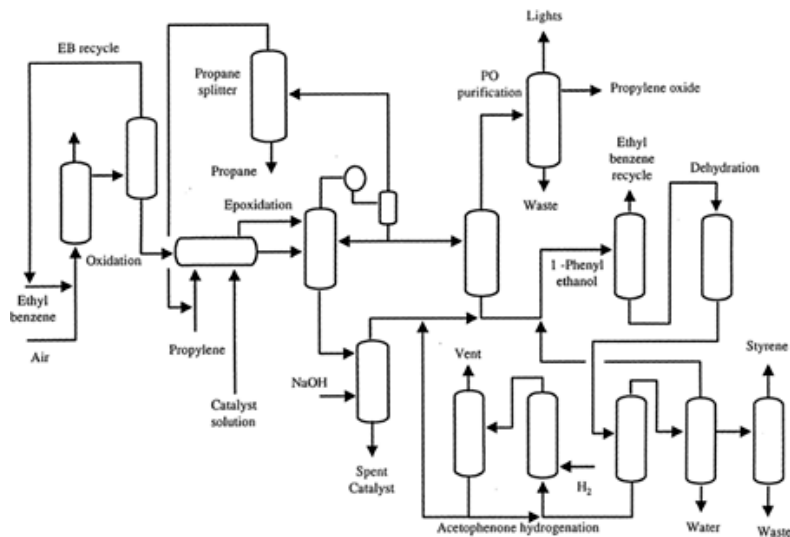 Lights
EB recycle
Propane
splitter
PO
purification
Propylene oxide
Ethyl
benzene
recycle
Dehydration
Propane
Waste
Epoxidation
Oxidation
1 -Phenyl
ethanol
Ethyl
benzene
Air
Propylene
Vent
Styrene
NaOH
Catalyst
solution
Spent
Catalyst
H2
Acetophenone hydrogenation
Water
Waste